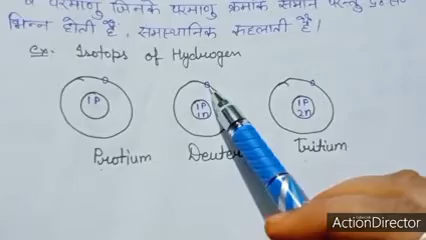 परमाणु जिनके परमाणु क्रमांक समान परन्तु
भिन्न होती है, समस्थानिक कहलाती है।
Ex. Isotops of Hydrogen
1P 1P 1n 1P 2n
Protium Deute Tritium
ActionDirector